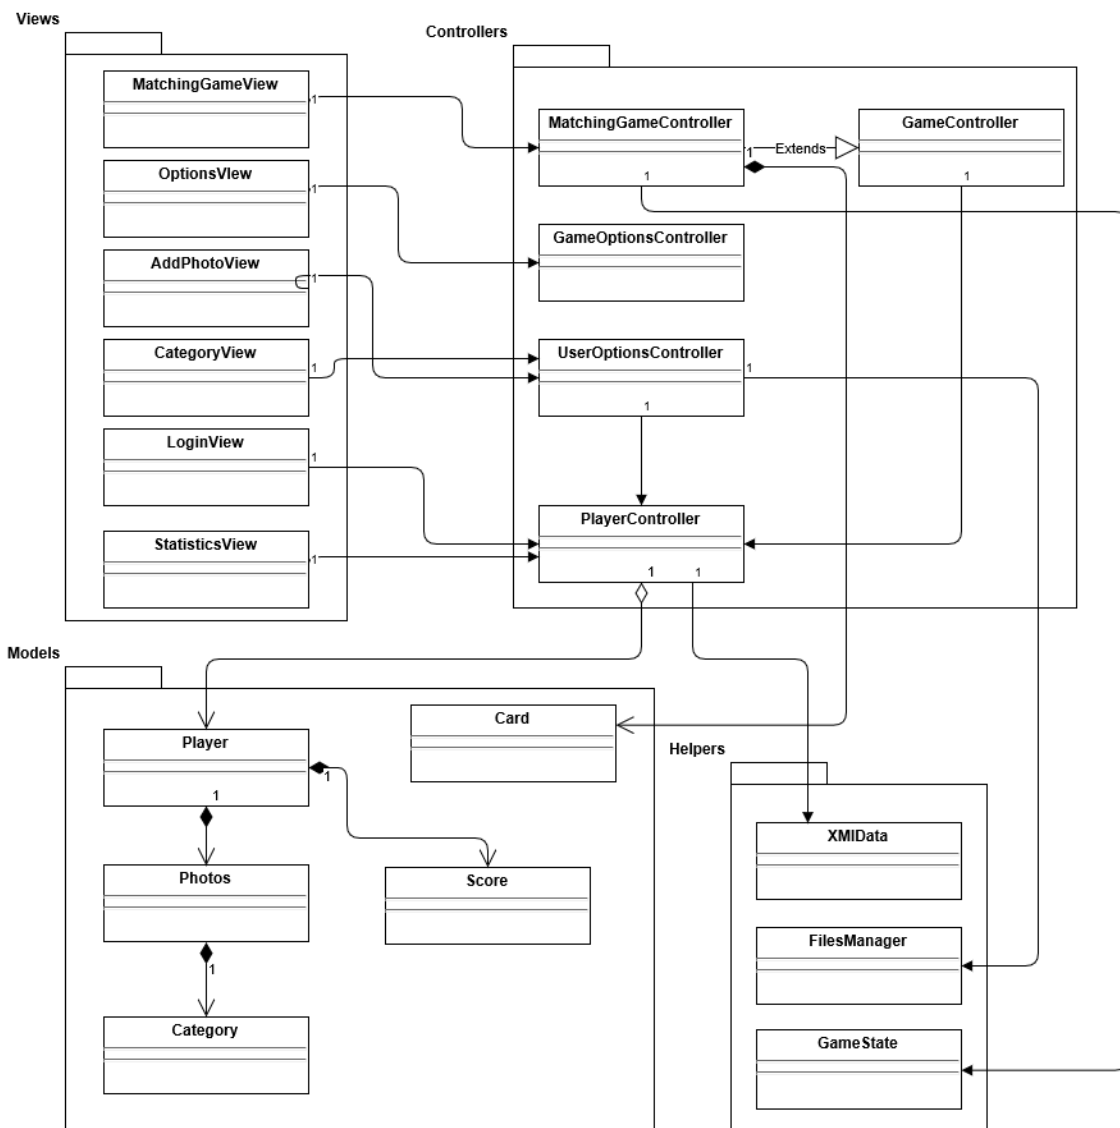 Views
Controllers
MatchingGameView
1
MatchingGameController
1
Extends
1
GameController
1
OptionsVIew
1
GameOptionsController
AddPhotoView
1
CategoryView
1
UserOptionsController
1
1
LoginView
1
PlayerController
1
1
StatisticsView
1
Models
Card
Helpers
Player
1
1
XMlData
Photos
1
Score
FilesManager
Category
GameState